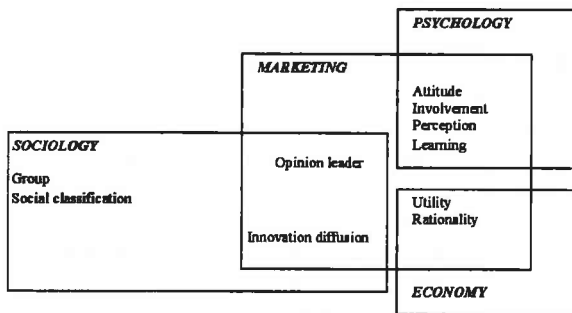 PSYCHOLOGY
MARKETING
Attitude
Involvement
Perception
Learning
SOCIOLOGY
Opinion leader
Group
Social classification
Utility
Rationality
Innovation diffusion
ECONOMY